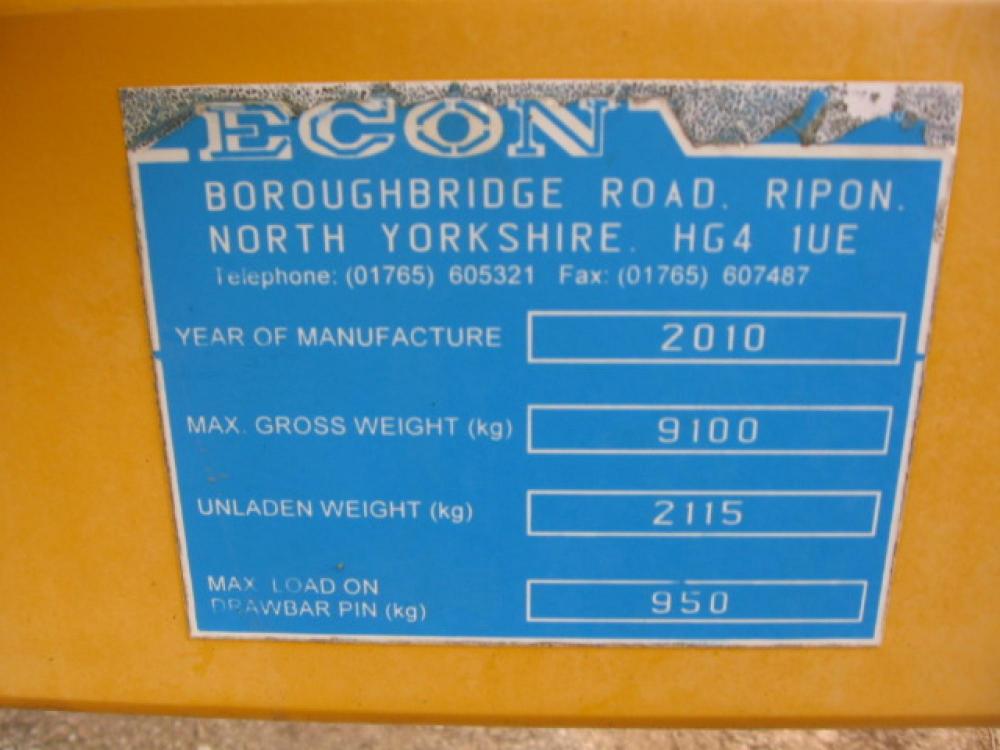 ECON
BOROUGHBRIDGE ROAD, RIPON,
NORTH YORKSHIRE. HG4 1UE
Telephone: (01765) 605321 Fax: (01765) 607487
YEAR OF MANUFACTURE 2010
MAX. GROSS WEIGHT (kg) 9100
UNLADEN WEIGHT (kg) 2115
MAX. LOAD ON
DRAWBAR PIN (kg) 950